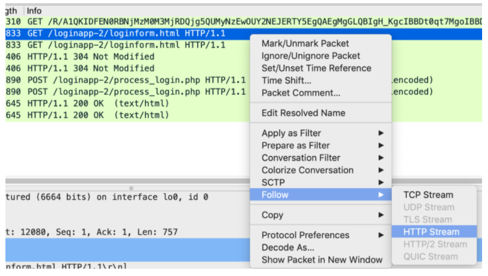 gth Info
310 GET /R/A1QKIDFEN0RBNjMzM0M3MjRDQjg5QUMyNzEwOUY2NEJERTY5EgQAEgMgGLQBIgH_KgcIBBDt0qt7MgoIBBD
833 GET /loginapp-2/loginform.html HTTP/1.1
833 GET /loginapp-2/loginform.html HTTP/1.1
406 HTTP/1.1 304 Not Modified
406 HTTP/1.1 304 Not Modified
890 POST /loginapp-2/process_login.php HTTP/1.1 encoded)
890 POST /loginapp-2/process_login.php HTTP/1.1 encoded)
645 HTTP/1.1 200 OK (text/html)
645 HTTP/1.1 200 OK (text/html)
Mark/Unmark Packet
Ignore/Unignore Packet
Set/Unset Time Reference
Time Shift...
Packet Comment...
Edit Resolved Name
Apply as Filter
Prepare as Filter
Conversation Filter
Colorize Conversation
SCTP
Follow
Copy
Protocol Preferences
Decode As...
Show Packet in New Window
TCP Stream
UDP Stream
TLS Stream
HTTP Stream
HTTP/2 Stream
QUIC Stream
tured (6664 bits) on interface lo0, id 0
t: 12080, Seq: 1, Ack: 1, Len: 757
nform.html HTTP/1.1\r\n]